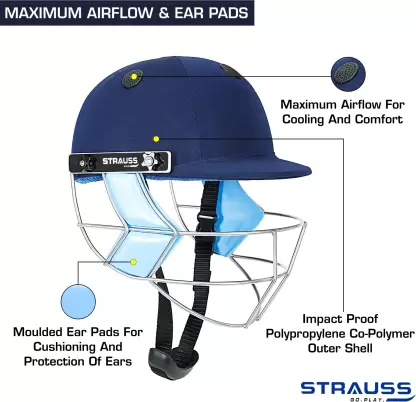 MAXIMUM AIRFLOW & EAR PADS
Maximum Airflow For
Cooling And Comfort
STRAUSS
Moulded Ear Pads For
Cushioning And
Protection Of Ears
Impact Proof
Polypropylene Co-Polymer
Outer Shell
STRAUSS
GO. PLAY.